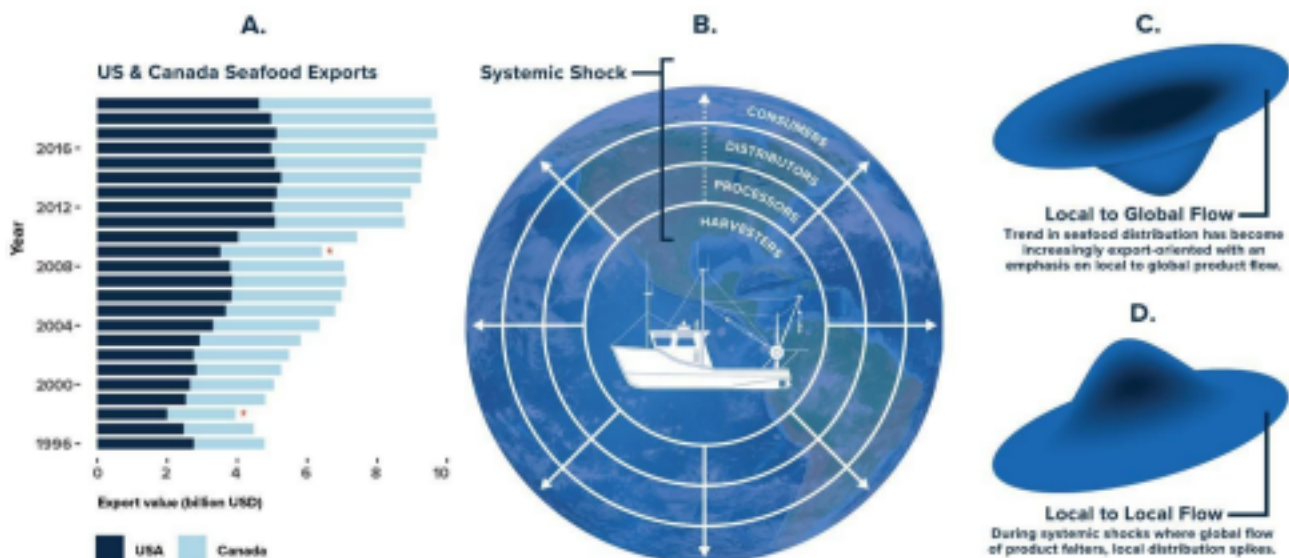 A.
US & Canada Seafood Exports
Year
2016
2012
2008
*
2004
2000
*
1996
0 2 4 6 8 10
Export value (billion USD)
USA Canada
B.
Systemic Shock
CONSUMERS
DISTRIBUTORS
PROCESSORS
HARVESTERS
C.
Local to Global Flow
Trend in seafood distribution has become
increasingly export-oriented with an
emphasis on local to global product flow.
D.
Local to Local Flow
During systemic shocks where global flow
of product falters, local distribution spikes.